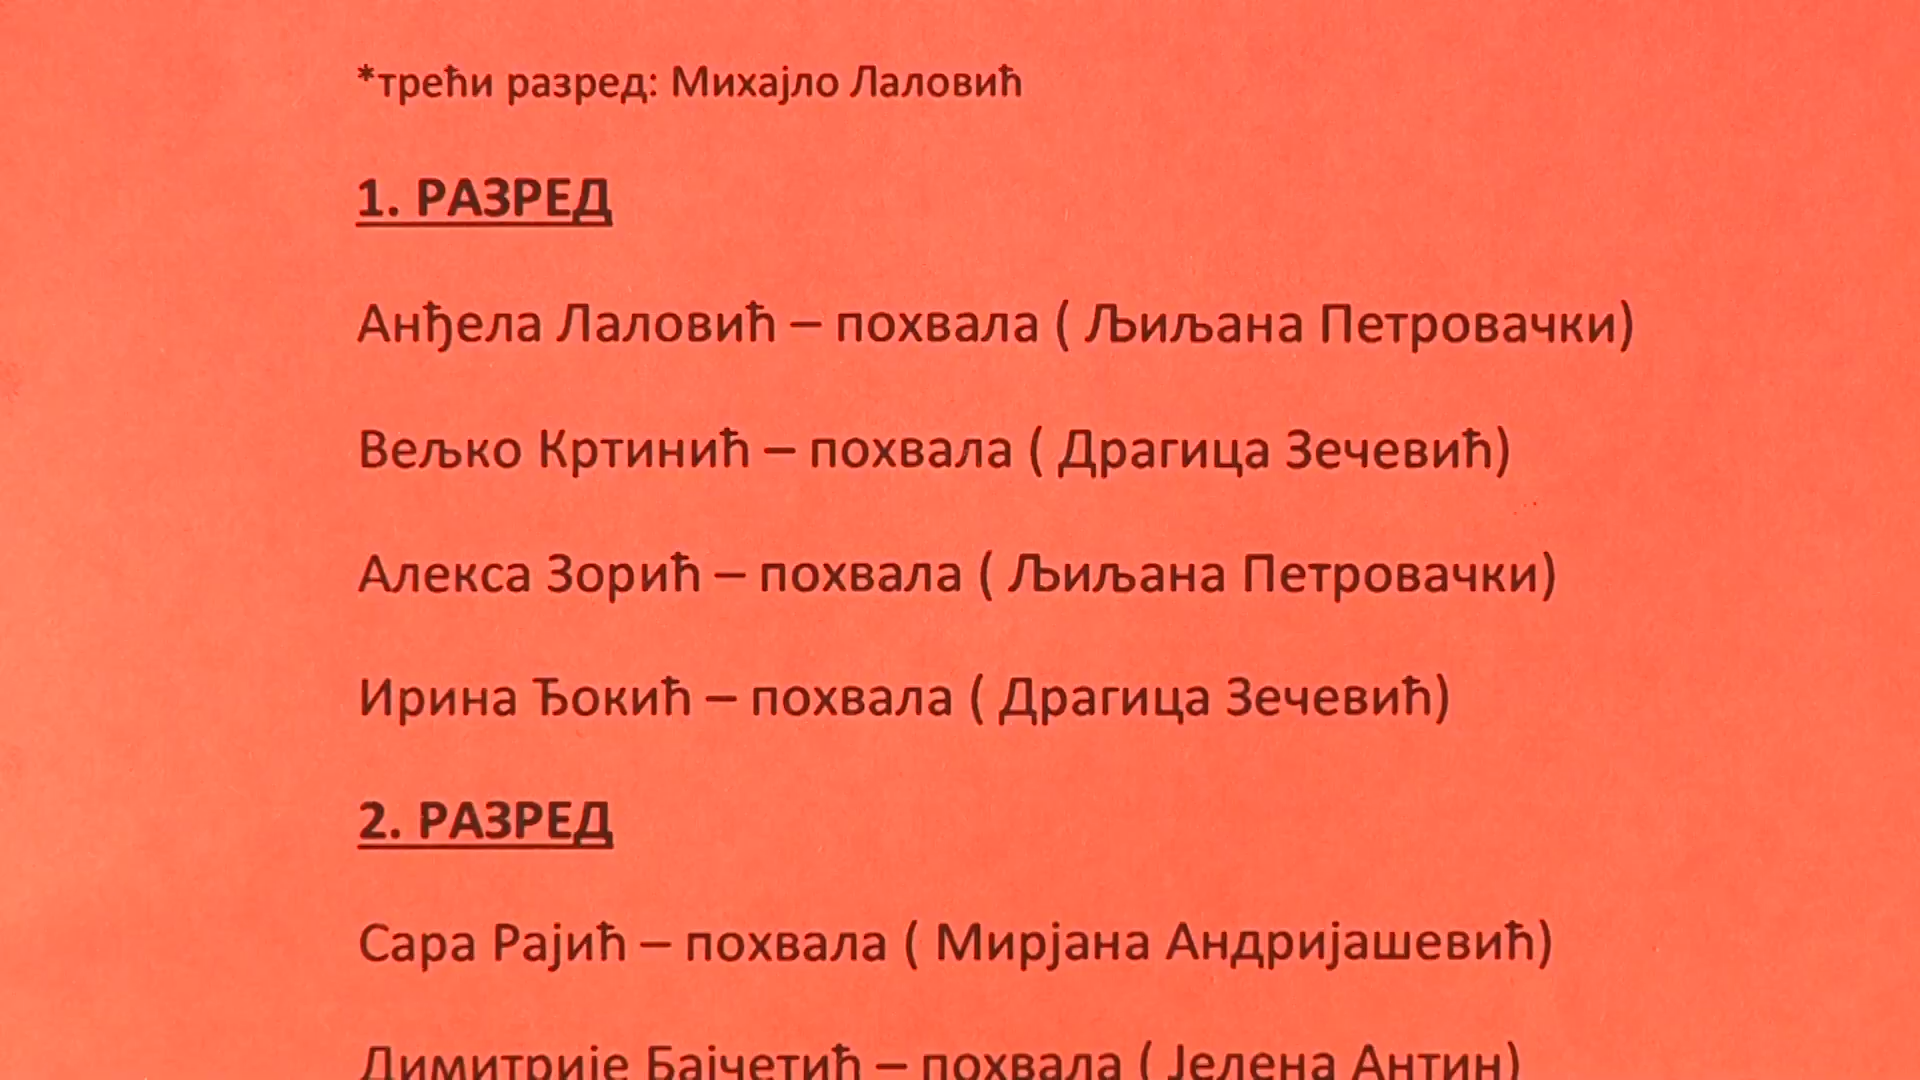 *трећи разред: Михајло Лаловић
1. РАЗРЕД
Анђела Лаловић – похвала ( Љиљана Петровачки)
Вељко Кртинић – похвала ( Драгица Зечевић)
Алекса Зорић – похвала ( Љиљана Петровачки)
Ирина Ђокић – похвала ( Драгица Зечевић)
2. РАЗРЕД
Сара Рајић – похвала ( Мирјана Андријашевић)
Димитрије Бајчетић – похвала ( Јелена Антин)